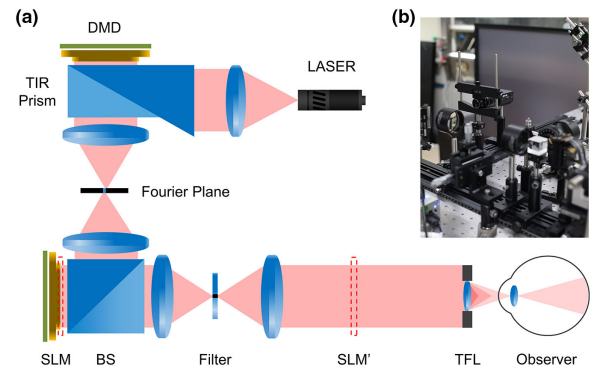 (a)
(b)
DMD
TIR
Prism
LASER
Fourier Plane
SLM
BS
Filter
SLM'
TFL
Observer